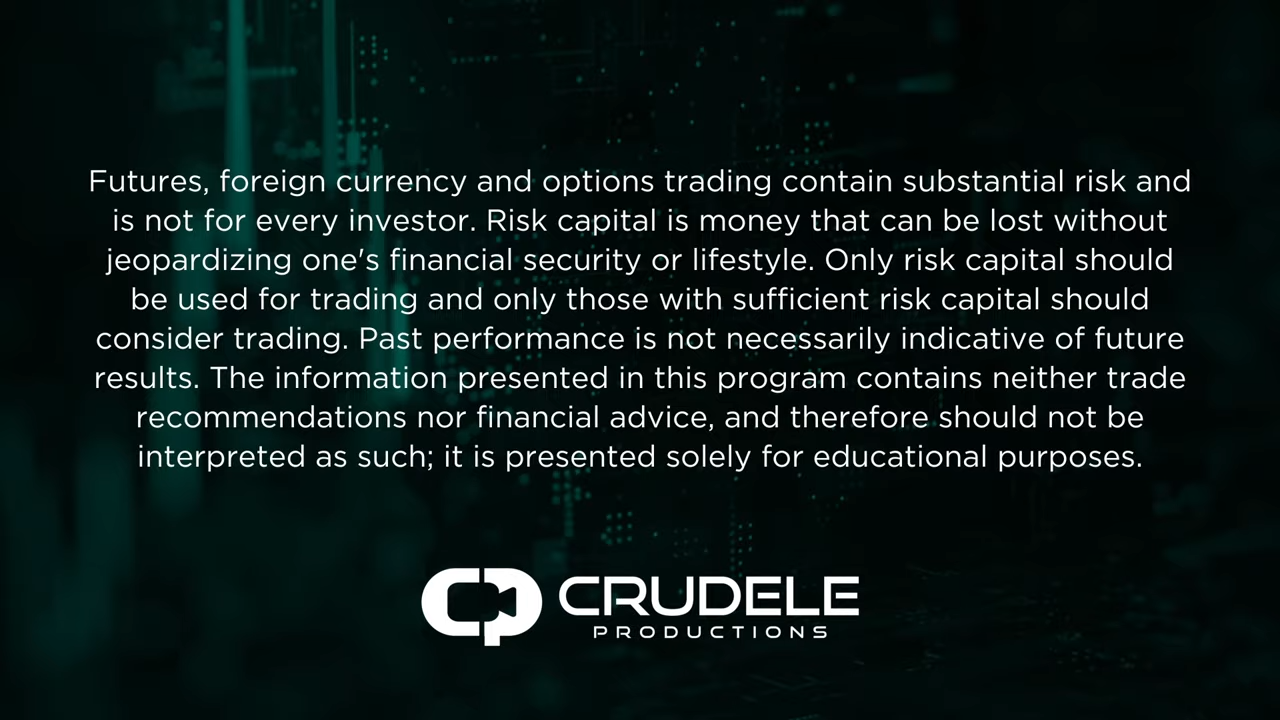 Futures, foreign currency and options trading contain substantial risk and
is not for every investor. Risk capital is money that can be lost without
jeopardizing one's financial security or lifestyle. Only risk capital should
be used for trading and only those with sufficient risk capital should
consider trading. Past performance is not necessarily indicative of future
results. The information presented in this program contains neither trade
recommendations nor financial advice, and therefore should not be
interpreted as such; it is presented solely for educational purposes.
CP CRUDELE
PRODUCTIONS